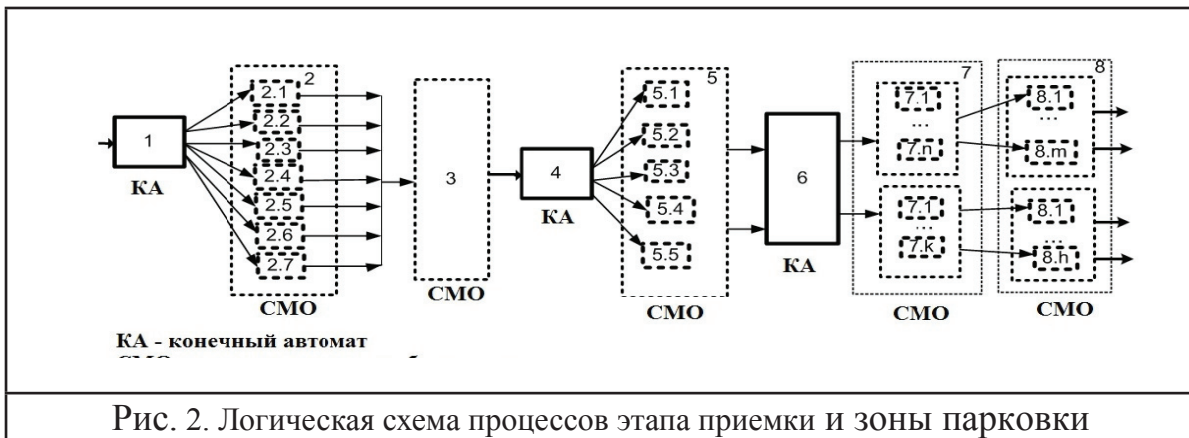 1
КА
2
2.1
2.2
2.3
2.4
2.5
2.6
2.7
СМО
3
СМО
4
КА
5
5.1
5.2
5.3
5.4
5.5
СМО
6
КА
7
7.1
...
7.n
7.1
...
7.k
СМО
8
8.1
...
8.m
8.1
...
8.h
СМО
КА - конечный автомат
Рис. 2. Логическая схема процессов этапа приемки и зоны парковки